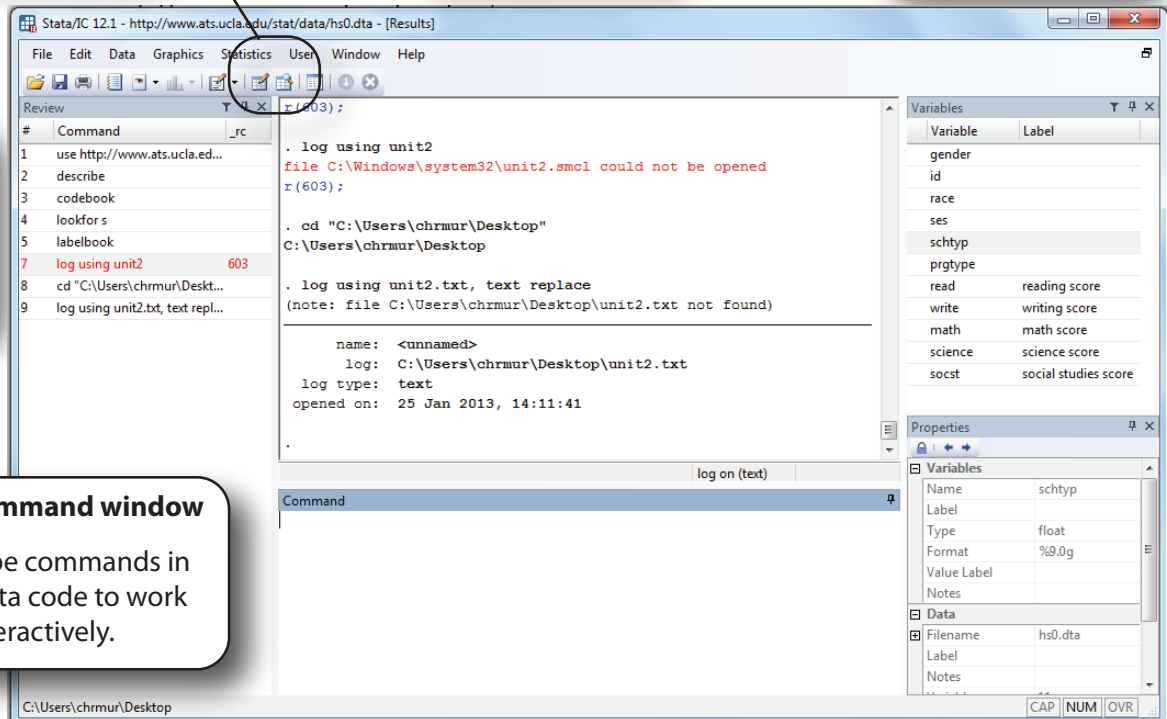 Stata/IC 12.1 - http://www.ats.ucla.edu/stat/data/hs0.dta - [Results]
File Edit Data Graphics Statistics User Window Help
Review
# Command _rc
1 use http://www.ats.ucla.ed...
2 describe
3 codebook
4 lookfor s
5 labelbook
7 log using unit2 603
8 cd "C:\Users\chrmur\Deskt...
9 log using unit2.txt, text repl...
r(603);
. log using unit2
file C:\Windows\system32\unit2.smcl could not be opened
r(603);
. cd "C:\Users\chrmur\Desktop"
C:\Users\chrmur\Desktop
. log using unit2.txt, text replace
(note: file C:\Users\chrmur\Desktop\unit2.txt not found)
name: <unnamed>
log: C:\Users\chrmur\Desktop\unit2.txt
log type: text
opened on: 25 Jan 2013, 14:11:41
.
log on (text)
Command
Variables
Variable Label
gender
id
race
ses
schtyp
prgtype
read reading score
write writing score
math math score
science science score
socst social studies score
Properties
Variables
Name schtyp
Label
Type float
Format %9.0g
Value Label
Notes
Data
Filename hs0.dta
Label
Notes
mmand window
pe commands in
ta code to work
eractively.
C:\Users\chrmur\Desktop
CAP NUM OVR